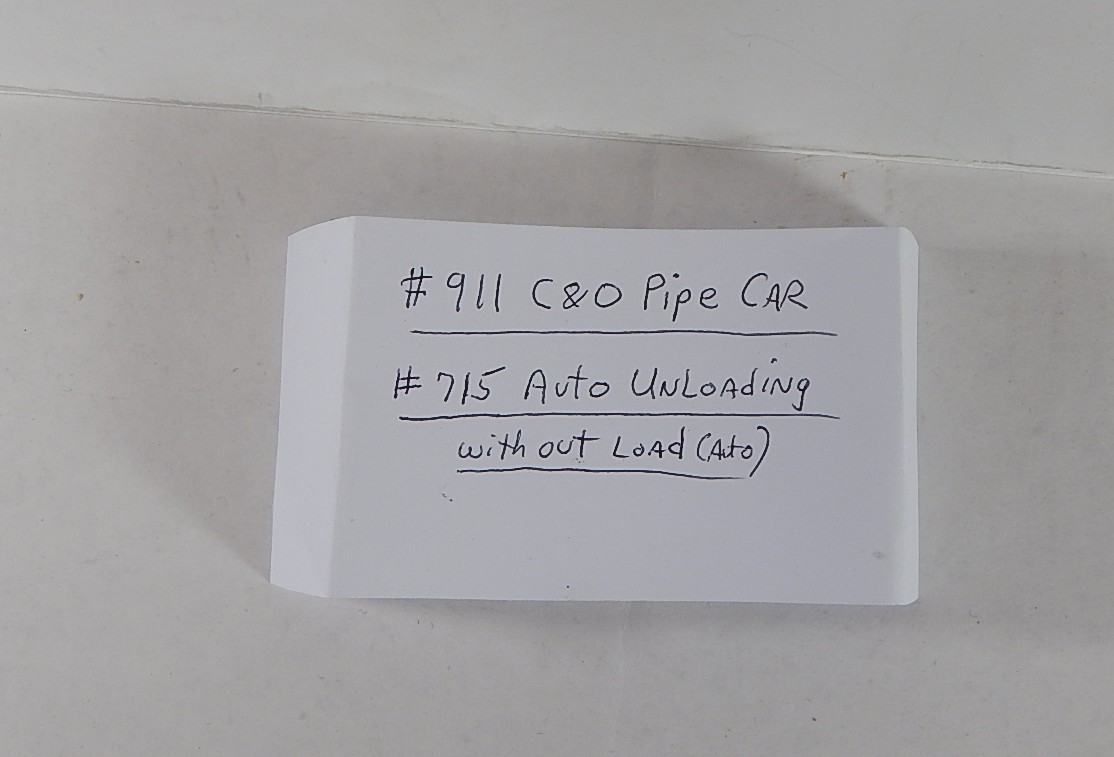 # 911 C&O Pipe CAR
# 715 Auto UNLOAdiNg
with out LOAd (Auto)